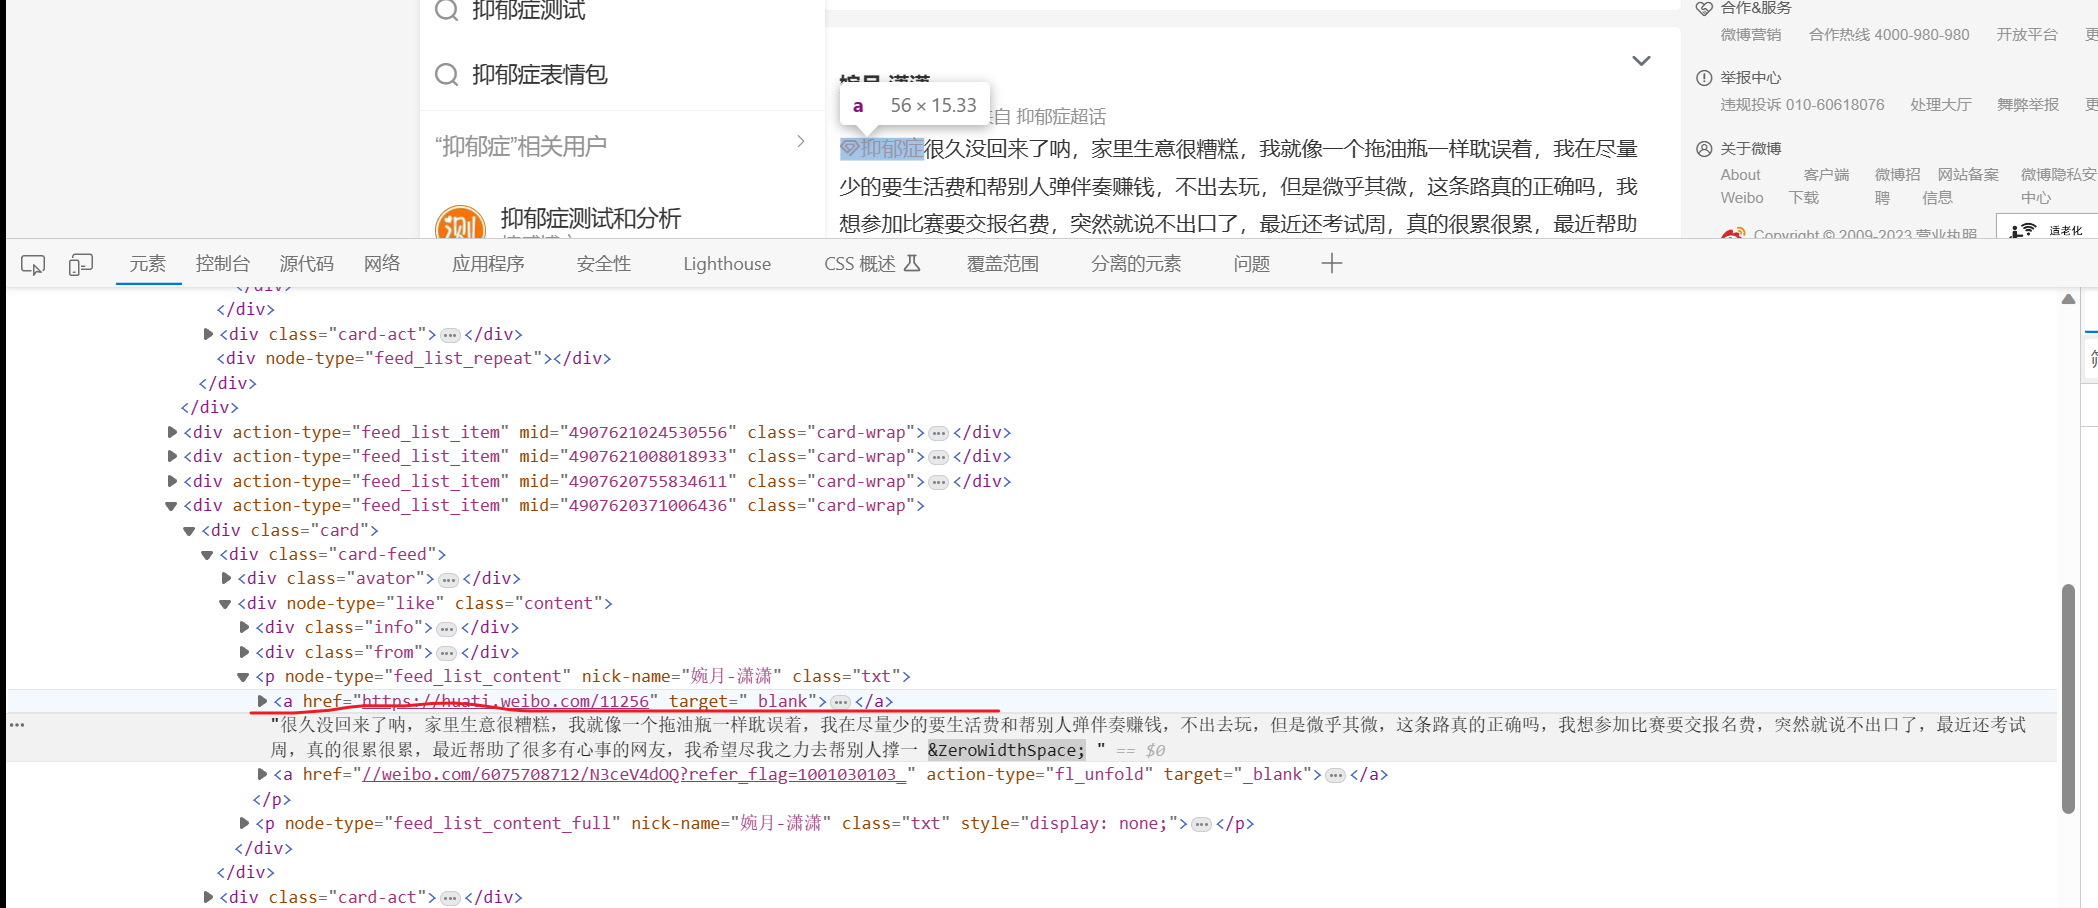 抑郁症测试
抑郁症表情包
“抑郁症”相关用户
抑郁症测试和分析
a 56 × 15.33
来自 抑郁症超话
抑郁症很久没回来了呐，家里生意很糟糕，我就像一个拖油瓶一样耽误着，我在尽量
少的要生活费和帮别人弹伴奏赚钱，不出去玩，但是微乎其微，这条路真的正确吗，我
想参加比赛要交报名费，突然就说不出口了，最近还考试周，真的很累很累，最近帮助
合作&服务
微博营销 合作热线 4000-980-980 开放平台 更
举报中心
违规投诉 010-60618076 处理大厅 舞弊举报 更
关于微博
About 客户端 微博招 网站备案 微博隐私安
Weibo 下载 聘 信息 中心
Copyright © 2009-2023 营业执照
适老化
元素 控制台 源代码 网络 应用程序 安全性 Lighthouse CSS 概述 覆盖范围 分离的元素 问题
</div>
</div>
<div class="card-act">…</div>
<div node-type="feed_list_repeat"></div>
</div>
</div>
<div action-type="feed_list_item" mid="4907621024530556" class="card-wrap">…</div>
<div action-type="feed_list_item" mid="4907621008018933" class="card-wrap">…</div>
<div action-type="feed_list_item" mid="4907620755834611" class="card-wrap">…</div>
<div action-type="feed_list_item" mid="4907620371006436" class="card-wrap">
<div class="card">
<div class="card-feed">
<div class="avator">…</div>
<div node-type="like" class="content">
<div class="info">…</div>
<div class="from">…</div>
<p node-type="feed_list_content" nick-name="婉月-潇潇" class="txt">
<a href="https://huati.weibo.com/11256" target="_blank">…</a>
"很久没回来了呐，家里生意很糟糕，我就像一个拖油瓶一样耽误着，我在尽量少的要生活费和帮别人弹伴奏赚钱，不出去玩，但是微乎其微，这条路真的正确吗，我想参加比赛要交报名费，突然就说不出口了，最近还考试
周，真的很累很累，最近帮助了很多有心事的网友，我希望尽我之力去帮别人撑一 &ZeroWidthSpace; " == $0
<a href="//weibo.com/6075708712/N3ceV4dOQ?refer_flag=1001030103_" action-type="fl_unfold" target="_blank">…</a>
</p>
<p node-type="feed_list_content_full" nick-name="婉月-潇潇" class="txt" style="display: none;">…</p>
</div>
</div>
<div class="card-act">…</div>